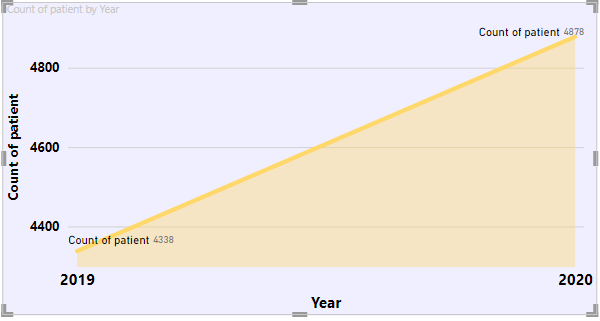 Count of patient by Year
Count of patient 4878
4800
4600
4400
Count of patient
Count of patient 4338
2019
2020
Year